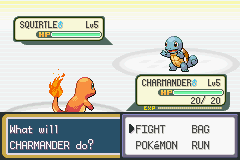 SQUIRTLE♂ Lv5
HP
CHARMANDER♂ Lv5
HP
20/ 20
EXP
What will
CHARMANDER do?
FIGHT BAG
POKéMON RUN